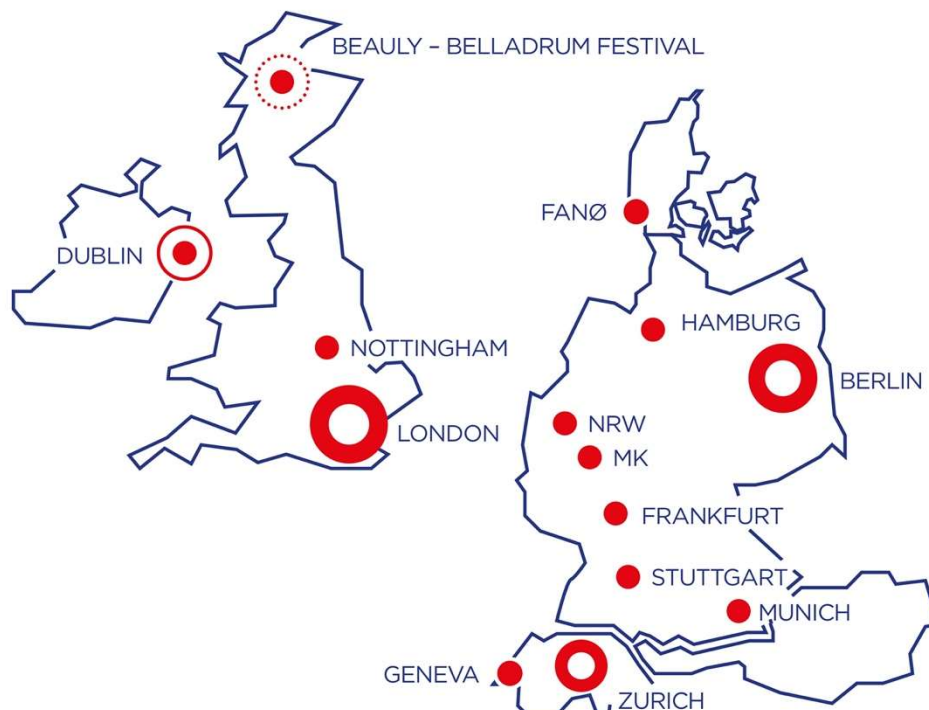 BEAULY – BELLADRUM FESTIVAL
FANØ
DUBLIN
HAMBURG
NOTTINGHAM
BERLIN
LONDON
NRW
MK
FRANKFURT
STUTTGART
MUNICH
GENEVA
ZURICH